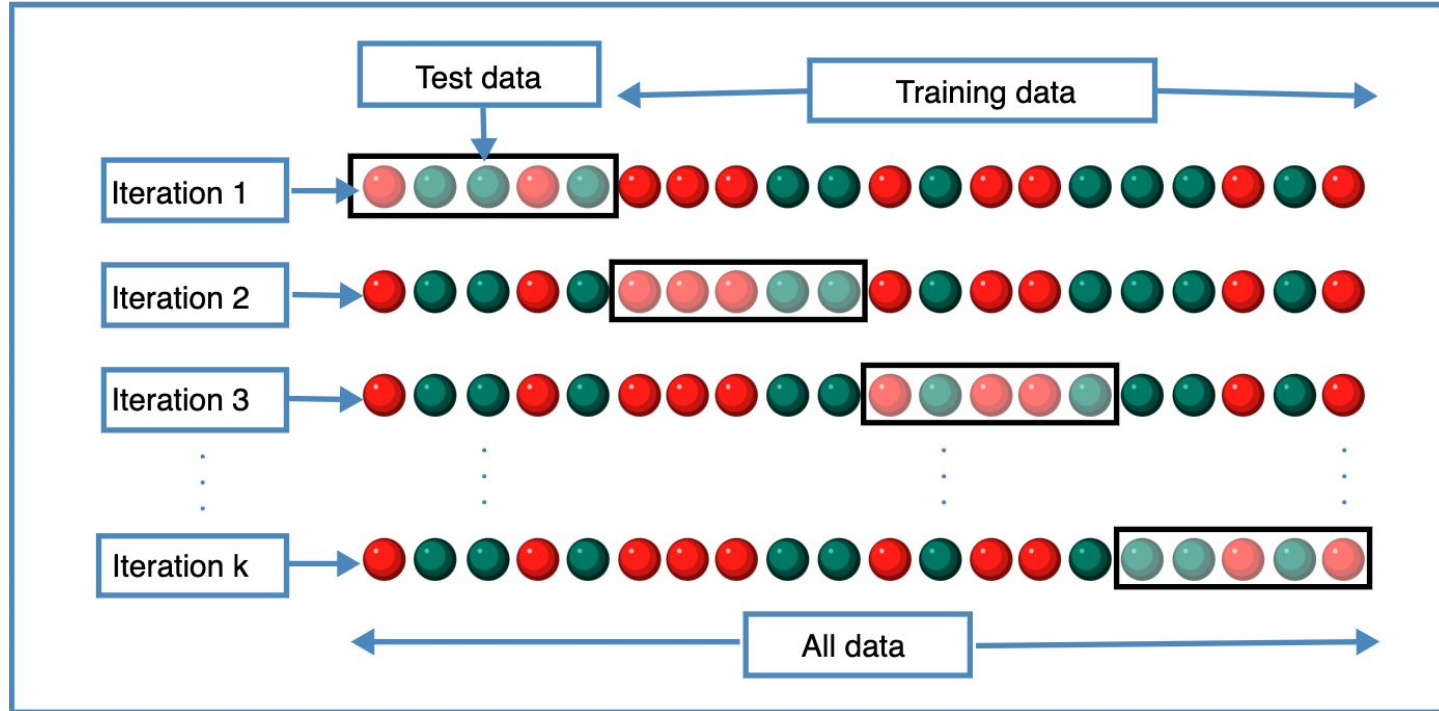 Test data
Training data
Iteration 1
Iteration 2
Iteration 3
Iteration k
All data